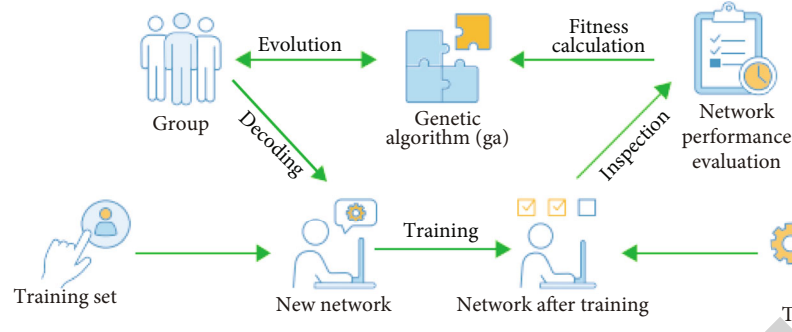 Evolution
Fitness
calculation
Group
Genetic
algorithm (ga)
Network
performance
evaluation
Decoding
Inspection
Training
Training set
New network
Network after training
T